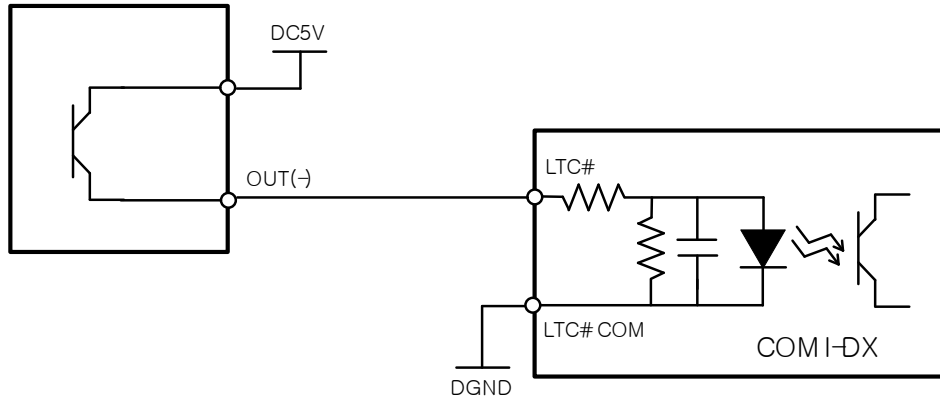 DC5V
OUT(-)
LTC#
LTC# COM
COMI-DX
DGND